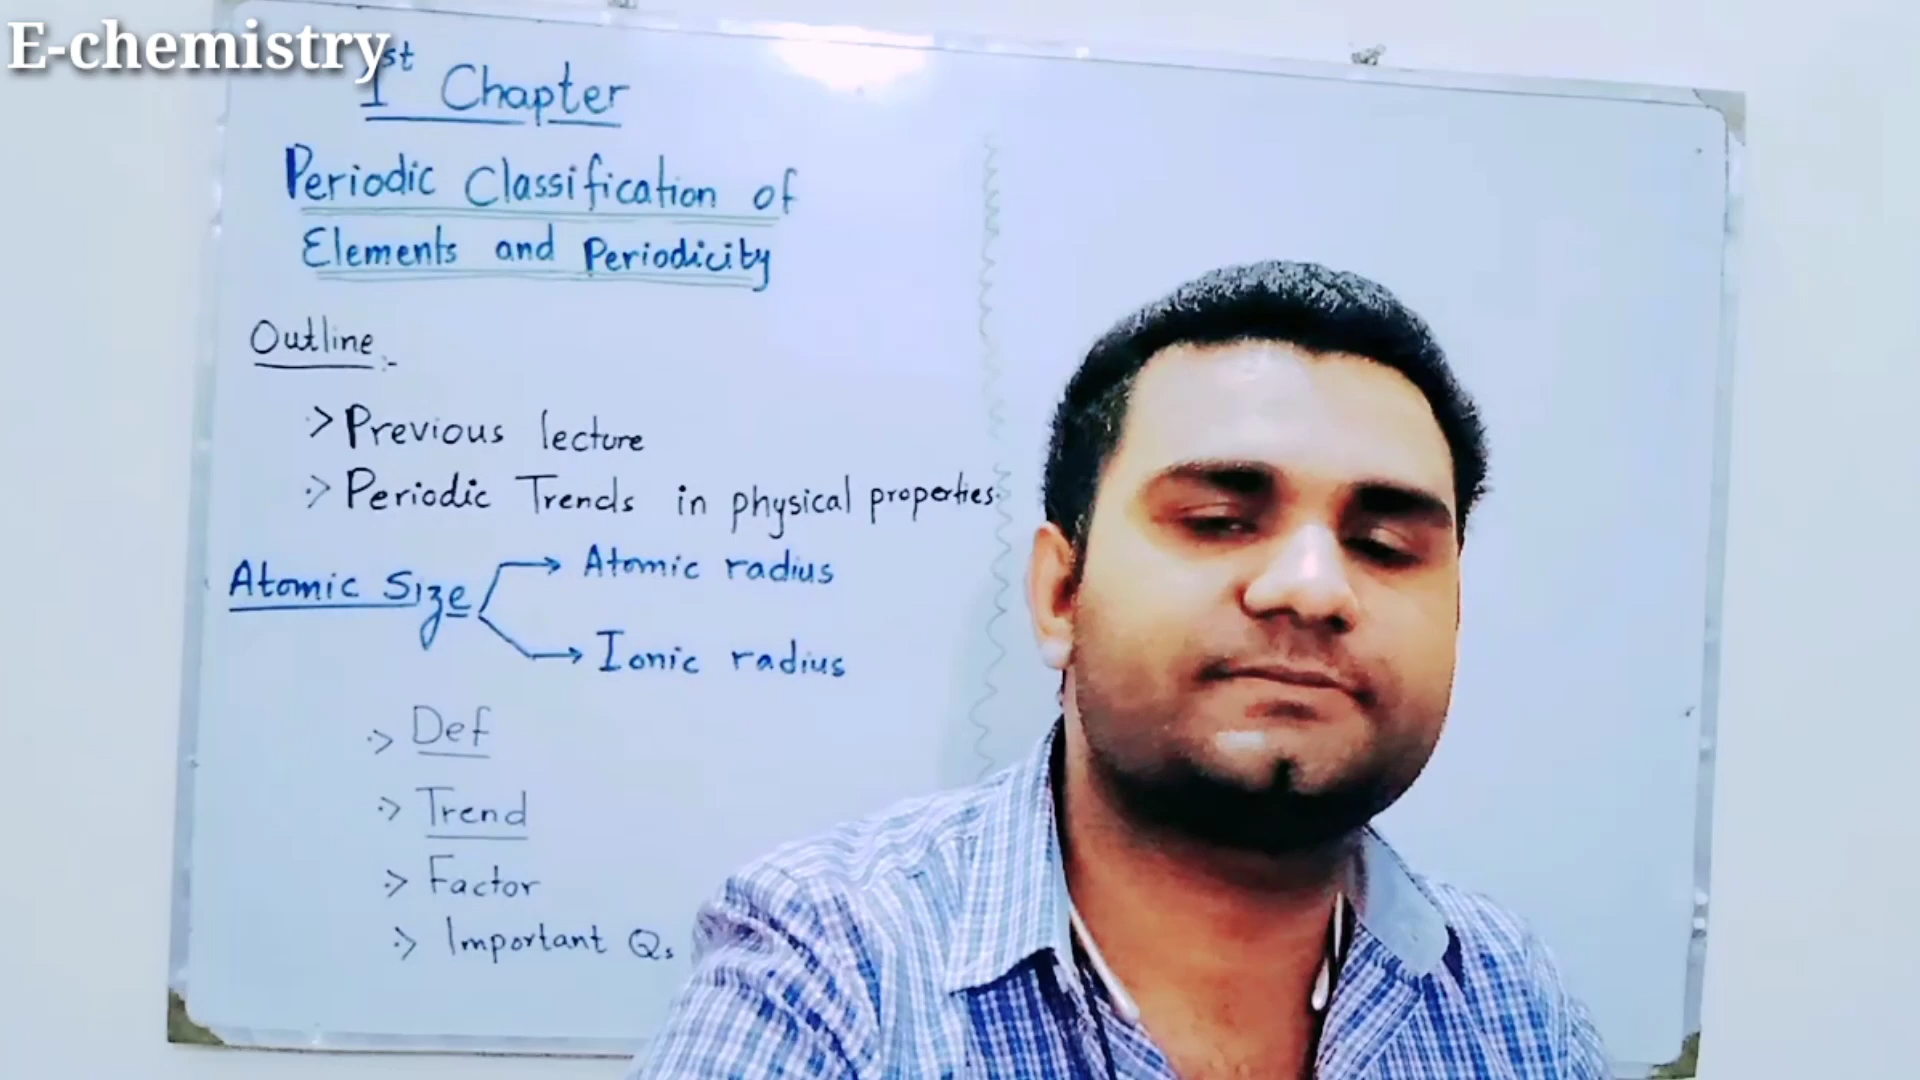 E-chemistry
1st Chapter
Periodic Classification of
Elements and Periodicity
Outline:-
:> Previous lecture
:> Periodic Trends in physical properties.
Atomic Size → Atomic radius
→ Ionic radius
:> Def
:> Trend
:> Factor
:> Important Qs